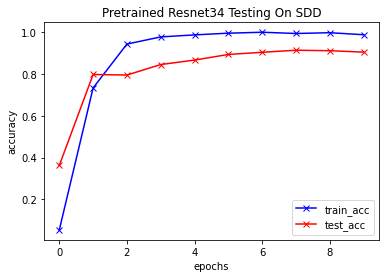 Pretrained Resnet34 Testing On SDD
1.0
0.8
0.6
0.4
0.2
accuracy
train_acc
test_acc
0 2 4 6 8
epochs